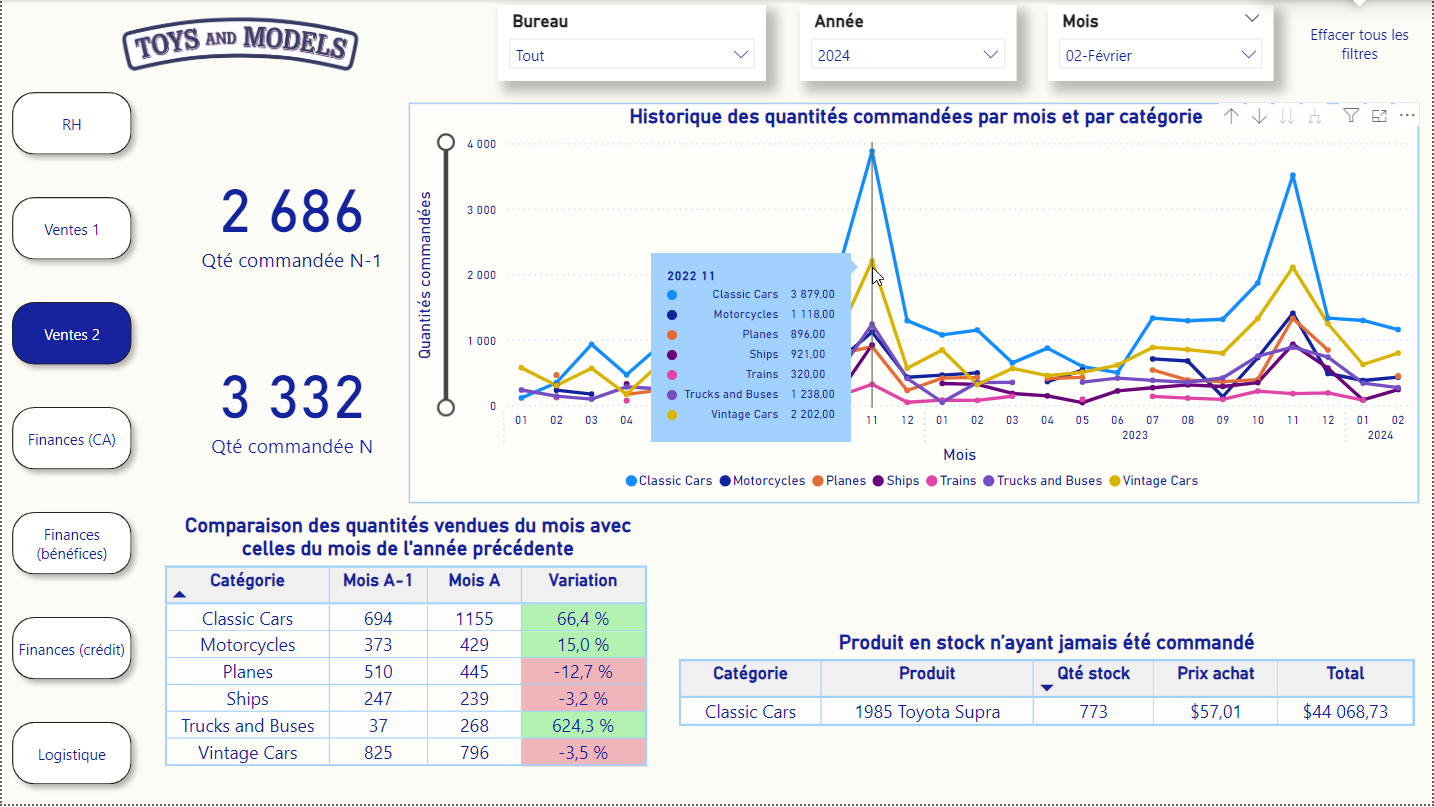 TOYS AND MODELS
Bureau
Tout
Année
2024
Mois
02-Février
Effacer tous les
filtres
RH
Ventes 1
Ventes 2
Finances (CA)
Finances
(bénéfices)
Finances (crédit)
Logistique
2 686
Qté commandée N-1
3 332
Qté commandée N
Historique des quantités commandées par mois et par catégorie
Quantités commandées
4 000
3 000
2 000
1 000
0
2022 11
Classic Cars 3 879,00
Motorcycles 1 118,00
Planes 896,00
Ships 921,00
Trains 320,00
Trucks and Buses 1 238,00
Vintage Cars 2 202,00
01 02 03 04 11 12 01 02 03 04 05 06 07 08 09 10 11 12 01 02
2023 2024
Mois
Classic Cars Motorcycles Planes Ships Trains Trucks and Buses Vintage Cars
Comparaison des quantités vendues du mois avec
celles du mois de l'année précédente
Catégorie Mois A-1 Mois A Variation
Classic Cars 694 1155 66,4 %
Motorcycles 373 429 15,0 %
Planes 510 445 -12,7 %
Ships 247 239 -3,2 %
Trucks and Buses 37 268 624,3 %
Vintage Cars 825 796 -3,5 %
Produit en stock n'ayant jamais été commandé
Catégorie Produit Qté stock Prix achat Total
Classic Cars 1985 Toyota Supra 773 $57,01 $44 068,73